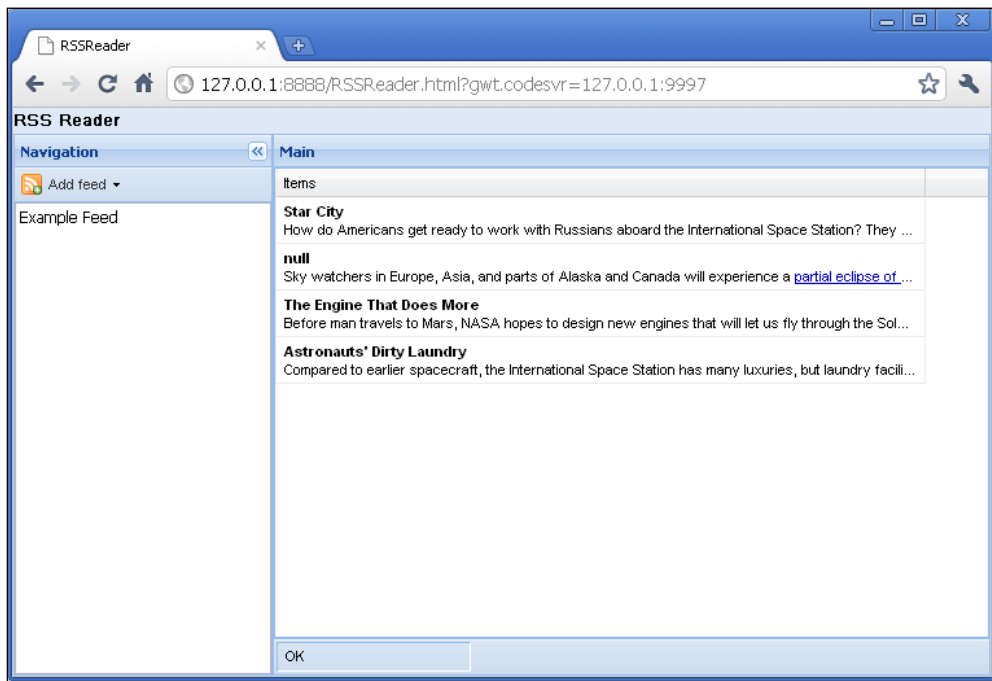 RSSReader
127.0.0.1:8888/RSSReader.html?gwt.codesvr=127.0.0.1:9997
RSS Reader
Navigation
Main
Add feed
Items
Example Feed
Star City
How do Americans get ready to work with Russians aboard the International Space Station? They ...
null
Sky watchers in Europe, Asia, and parts of Alaska and Canada will experience a partial eclipse of ...
The Engine That Does More
Before man travels to Mars, NASA hopes to design new engines that will let us fly through the Sol...
Astronauts' Dirty Laundry
Compared to earlier spacecraft, the International Space Station has many luxuries, but laundry facili...
OK